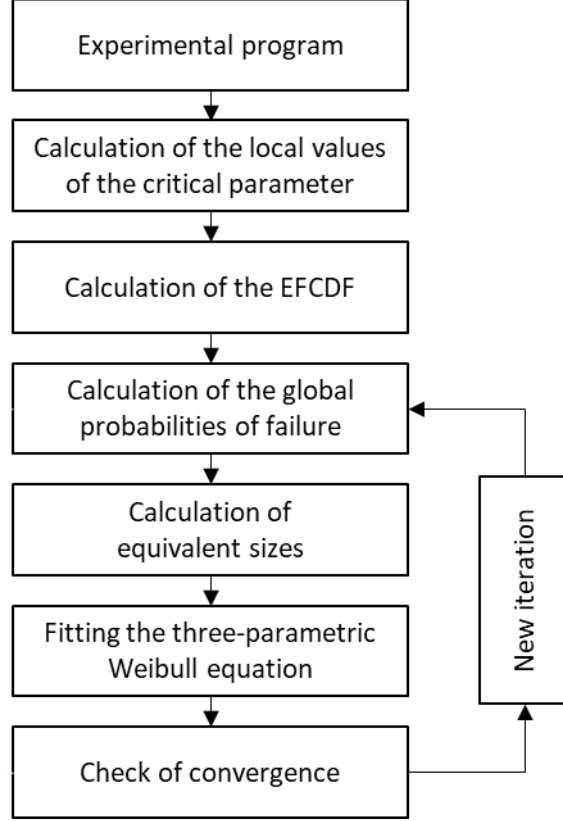 Experimental program
Calculation of the local values
of the critical parameter
Calculation of the EFCDF
Calculation of the global
probabilities of failure
Calculation of
equivalent sizes
Fitting the three-parametric
Weibull equation
Check of convergence
New iteration